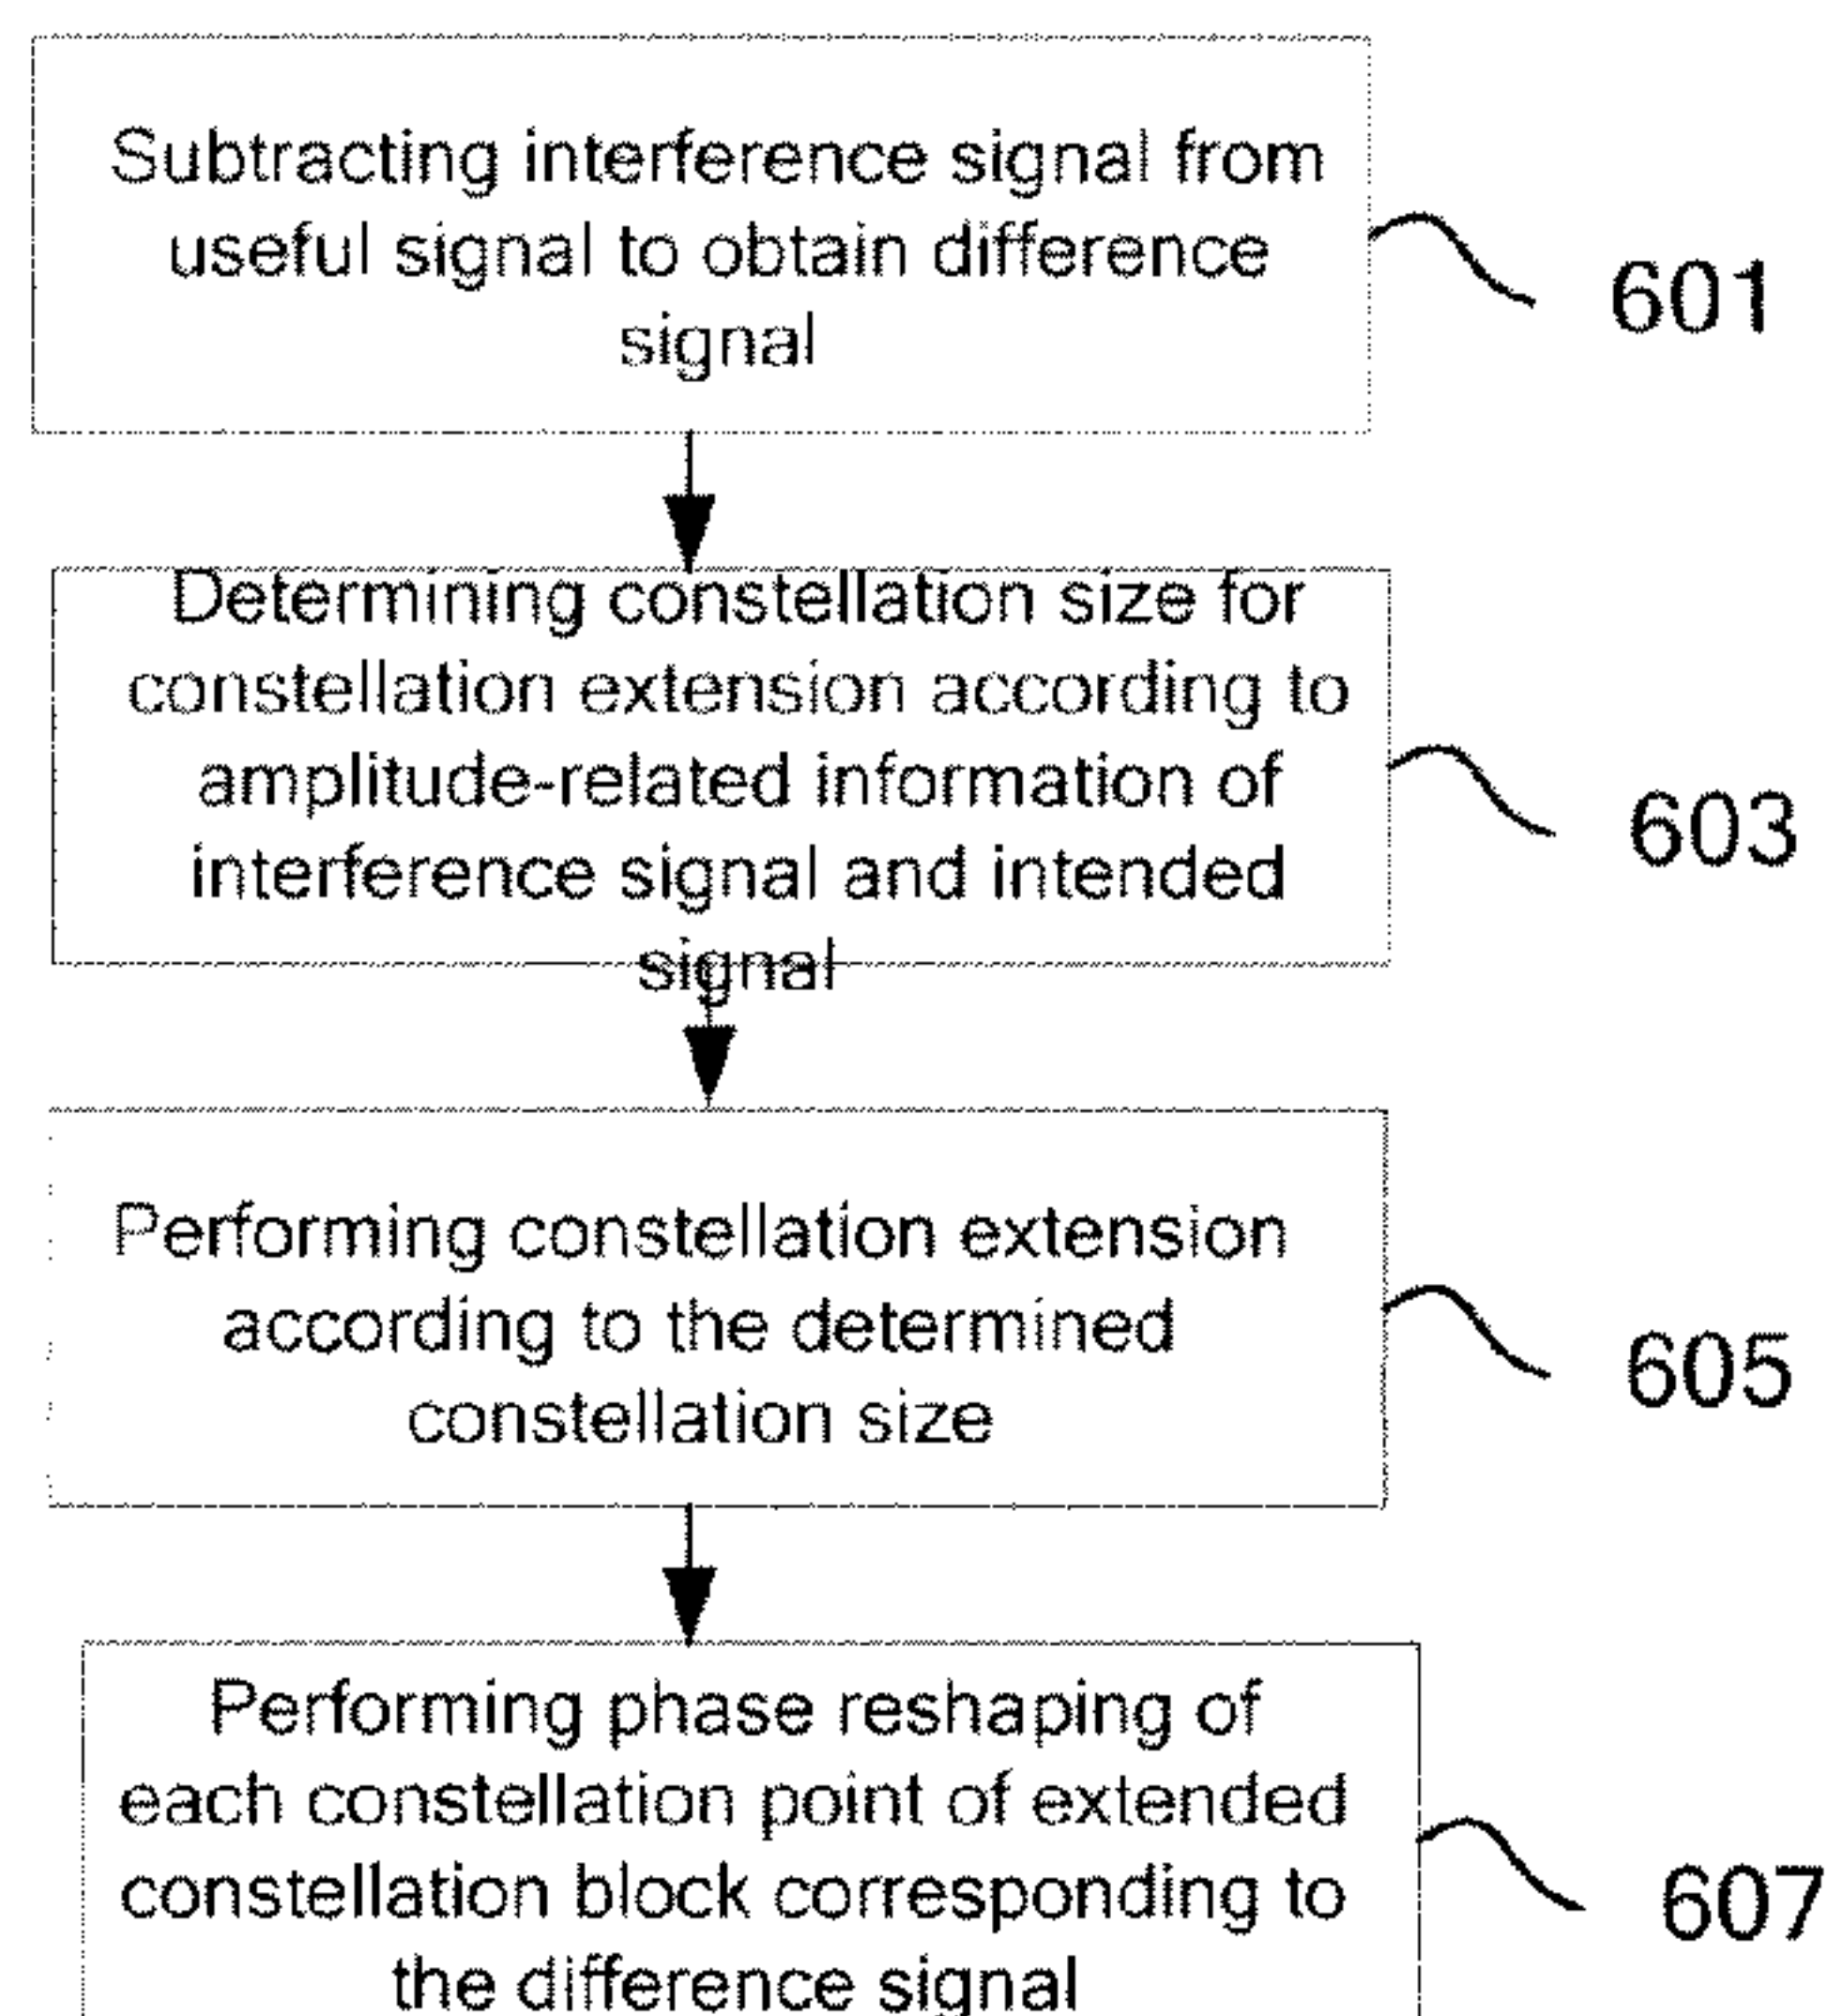 Subtracting interference signal from
useful signal to obtain difference
signal
601
Determining constellation size for
constellation extension according to
amplitude-related information of
interference signal and intended
signal
603
Performing constellation extension
according to the determined
constellation size
605
Performing phase reshaping of
each constellation point of extended
constellation block corresponding to
the difference signal
607